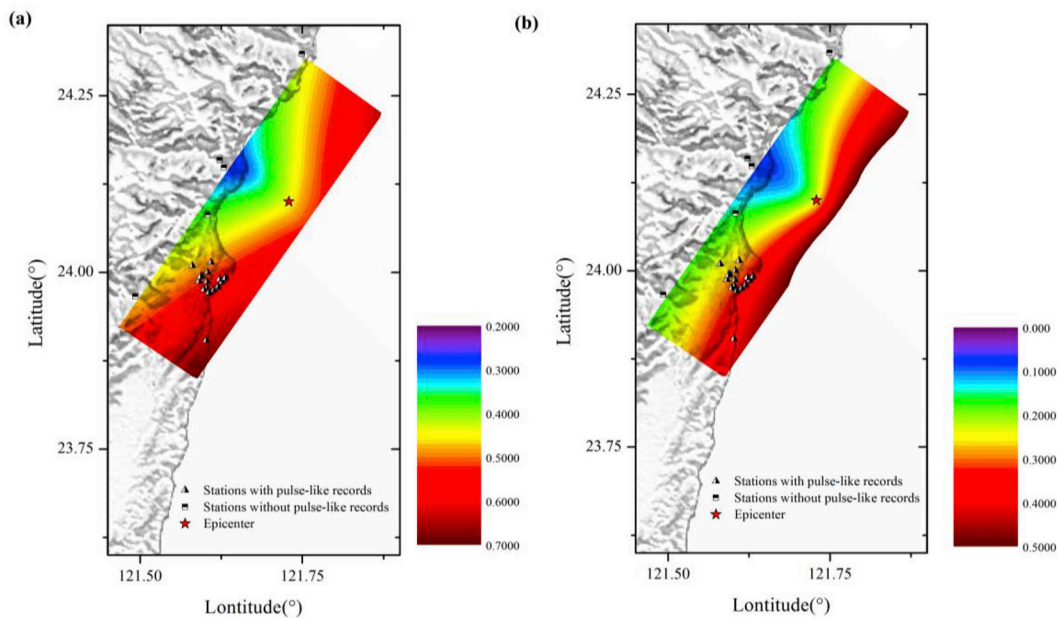 (a)
24.25
24.00
23.75
Latitude(°)
121.50
121.75
Lontitude(°)
Stations with pulse-like records
Stations without pulse-like records
Epicenter
0.2000
0.3000
0.4000
0.5000
0.6000
0.7000
(b)
24.25
24.00
23.75
Latitude(°)
121.50
121.75
Lontitude(°)
Stations with pulse-like records
Stations without pulse-like records
Epicenter
0.000
0.1000
0.2000
0.3000
0.4000
0.5000